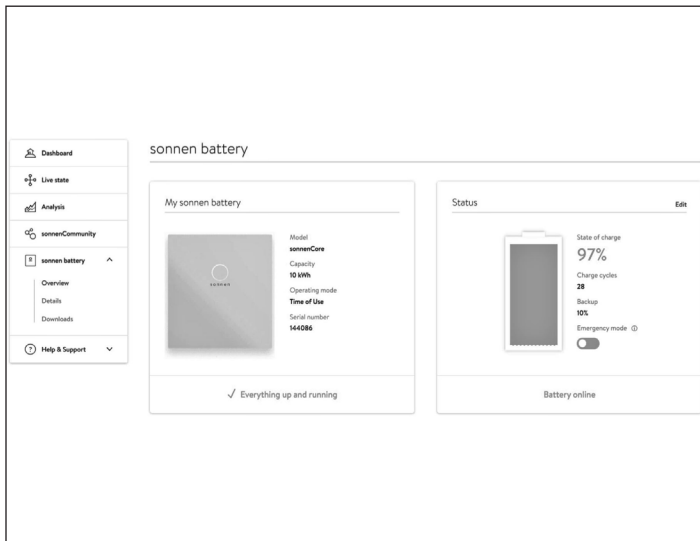 Dashboard
Live state
Analysis
sonnenCommunity
sonnen battery
Overview
Details
Downloads
? Help & Support
sonnen battery
My sonnen battery
sonnen
Model
sonnenCore
Capacity
10 kWh
Operating mode
Time of Use
Serial number
144086
Everything up and running
Status
Edit
State of charge
97%
Charge cycles
28
Backup
10%
Emergency mode
Battery online